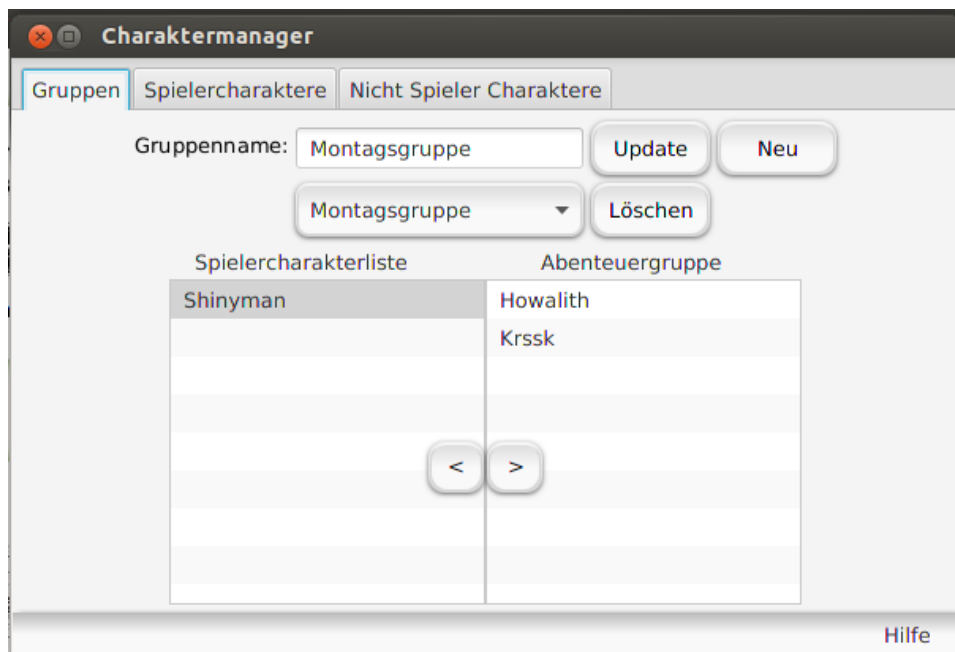 Charaktermanager
Gruppen Spielercharaktere Nicht Spieler Charaktere
Gruppenname: Montagsgruppe Update Neu
Montagsgruppe Löschen
Spielercharakterliste Abenteuergruppe
Shinyman Howalith
Krssk
< >
Hilfe